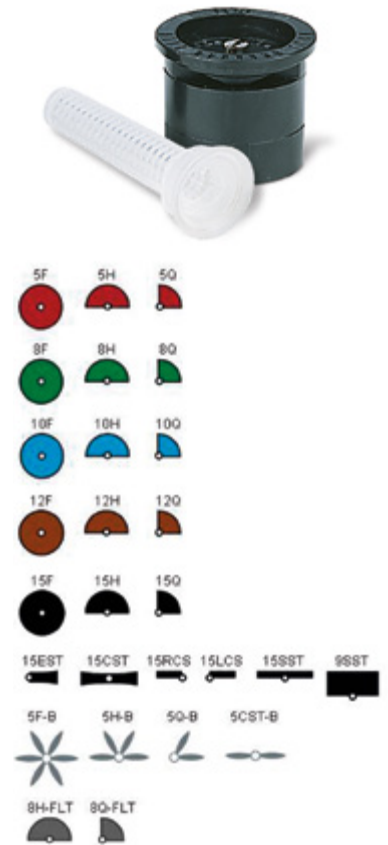 5F 5H 5Q
8F 8H 8Q
10F 10H 10Q
12F 12H 12Q
15F 15H 15Q
15EST 15CST 15RCS 15LCS 15SST 9SST
5F-B 5H-B 5Q-B 5CST-B
8H-FLT 8Q-FLT